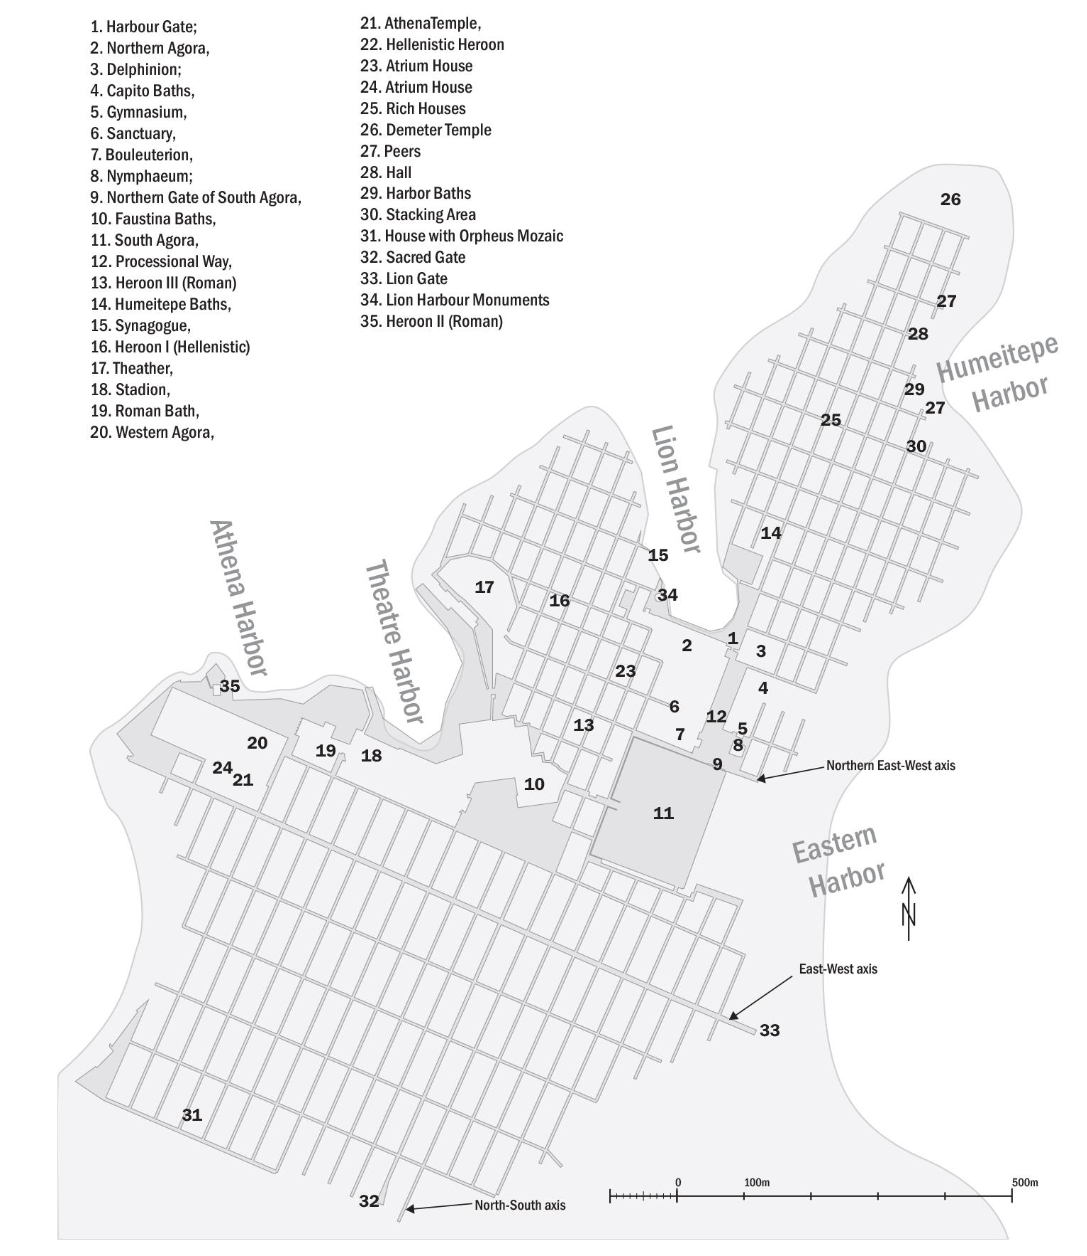 1. Harbour Gate;
2. Northern Agora,
3. Delphinion;
4. Capito Baths,
5. Gymnasium,
6. Sanctuary,
7. Bouleuterion,
8. Nymphaeum;
9. Northern Gate of South Agora,
10. Faustina Baths,
11. South Agora,
12. Processional Way,
13. Heroon III (Roman)
14. Humeitepe Baths,
15. Synagogue,
16. Heroon I (Hellenistic)
17. Theather,
18. Stadion,
19. Roman Bath,
20. Western Agora,
21. AthenaTemple,
22. Hellenistic Heroon
23. Atrium House
24. Atrium House
25. Rich Houses
26. Demeter Temple
27. Peers
28. Hall
29. Harbor Baths
30. Stacking Area
31. House with Orpheus Mozaic
32. Sacred Gate
33. Lion Gate
34. Lion Harbour Monuments
35. Heroon II (Roman)
26
27
28
Humeitepe
Harbor
29
27
25
30
Lion Harbor
14
15
Athena Harbor
Theatre Harbor
17
16
34
1
2
3
23
35
4
6
12
13
5
7
8
20
19
18
9
Northern East-West axis
24
21
10
11
Eastern
Harbor
N
East-West axis
33
31
32
North-South axis
0
100m
500m